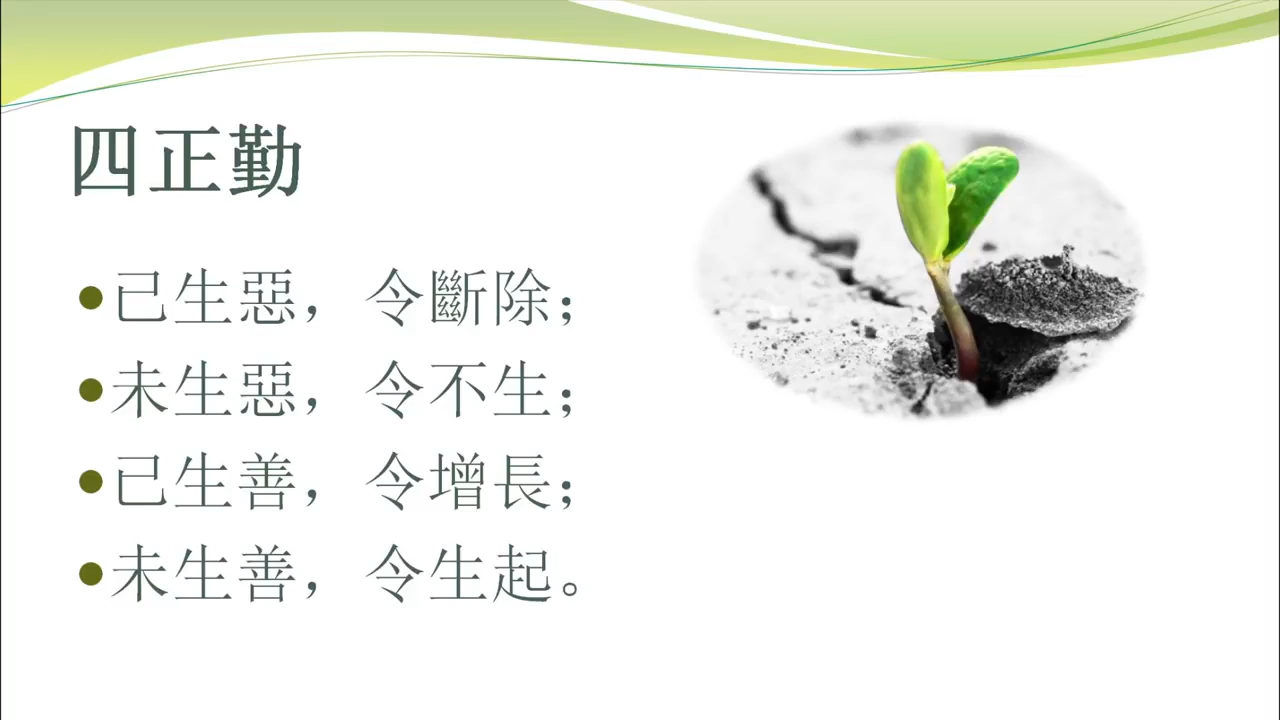 四正勤
•已生惡，令斷除；
•未生惡，令不生；
•已生善，令增長；
•未生善，令生起。